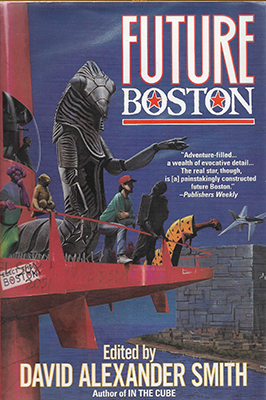 FUTURE
BOSTON
"Adventure-filled...
a wealth of evocative detail...
The real star, though,
is [a] painstakingly constructed
future Boston."
–Publishers Weekly
BOSTON
Edited by
DAVID ALEXANDER SMITH
Author of IN THE CUBE